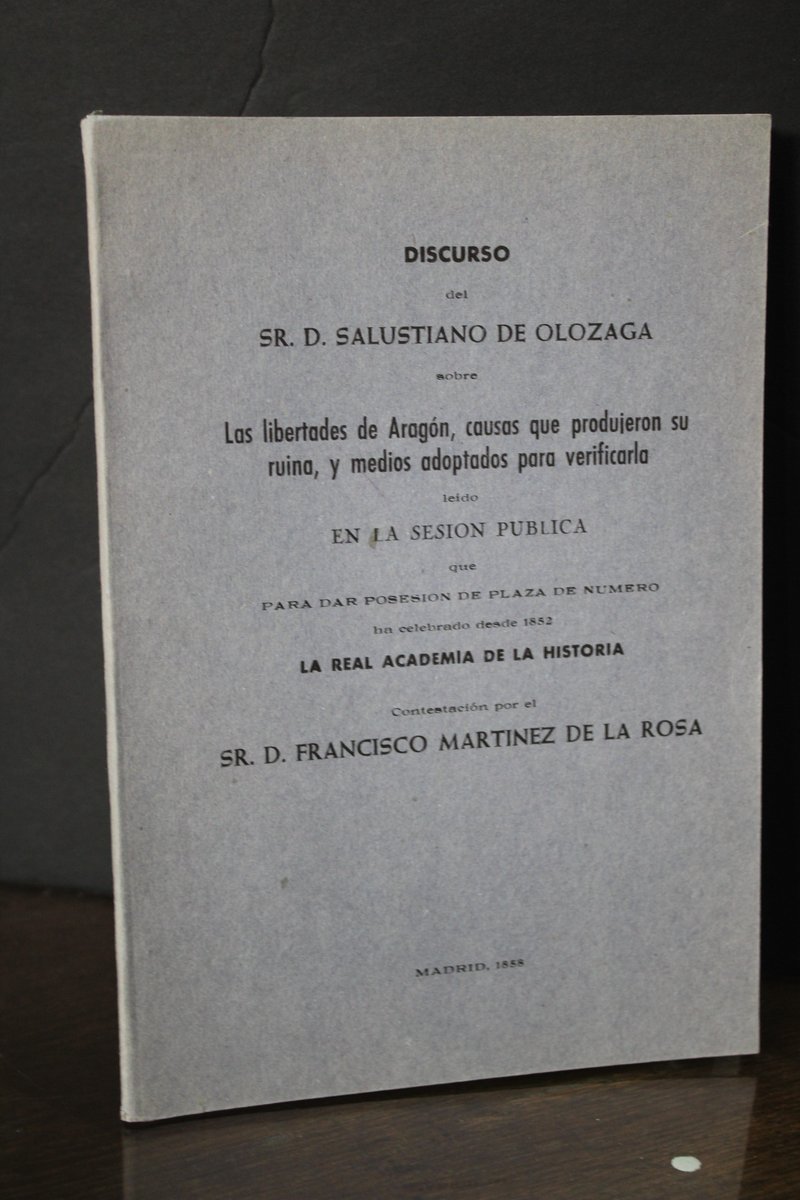 DISCURSO
del
SR. D. SALUSTIANO DE OLOZAGA
sobre
Las libertades de Aragón, causas que produjeron su
ruina, y medios adoptados para verificarla
leído
EN LA SESION PUBLICA
que
PARA DAR POSESION DE PLAZA DE NUMERO
ha celebrado desde 1852
LA REAL ACADEMIA DE LA HISTORIA
Contestación por el
SR. D. FRANCISCO MARTINEZ DE LA ROSA
MADRID, 1858